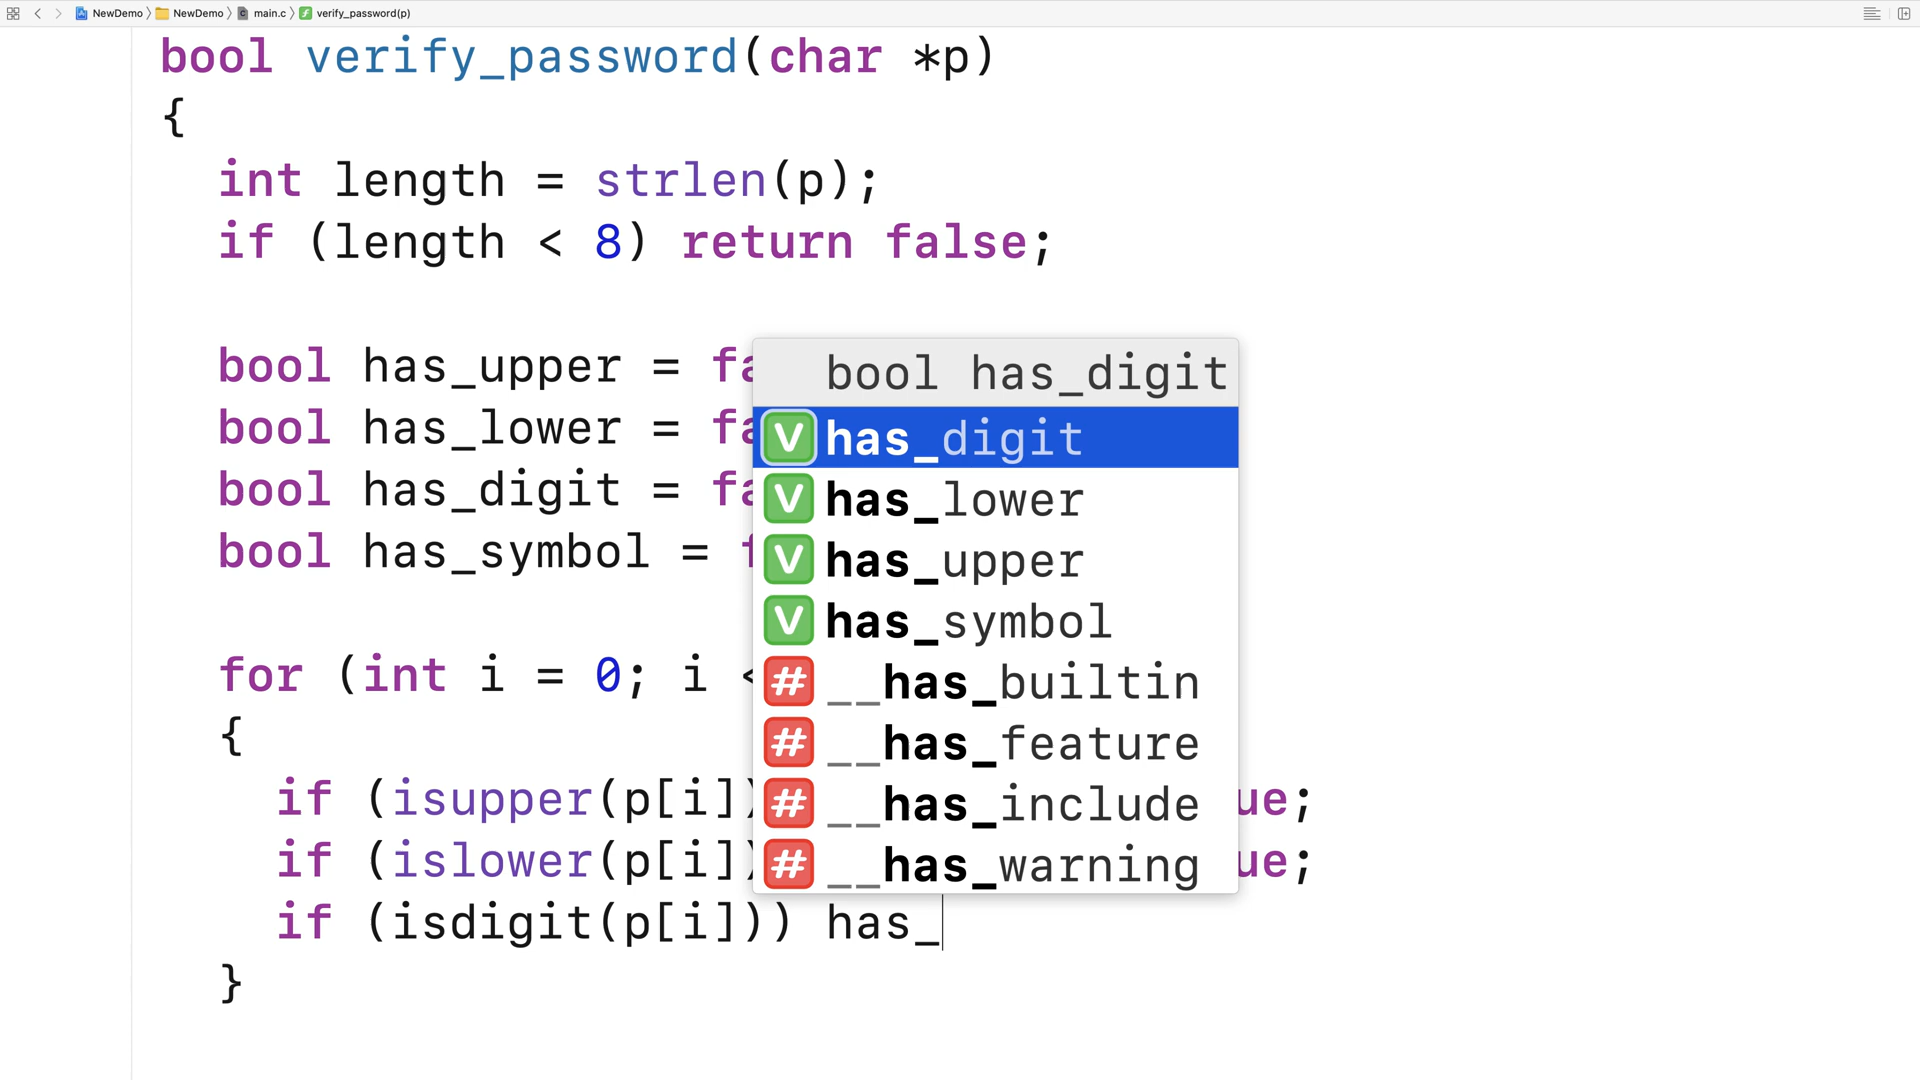 NewDemo NewDemo main.c verify_password(p)
bool verify_password(char *p)
{
int length = strlen(p);
if (length < 8) return false;
bool has_upper = fa
bool has_lower = fa
bool has_digit = fa
bool has_symbol = f
bool has_digit
V has_digit
V has_lower
V has_upper
V has_symbol
# __has_builtin
# __has_feature
# __has_include
# __has_warning
for (int i = 0; i <
{
if (isupper(p[i]) ue;
if (islower(p[i]) ue;
if (isdigit(p[i])) has_
}